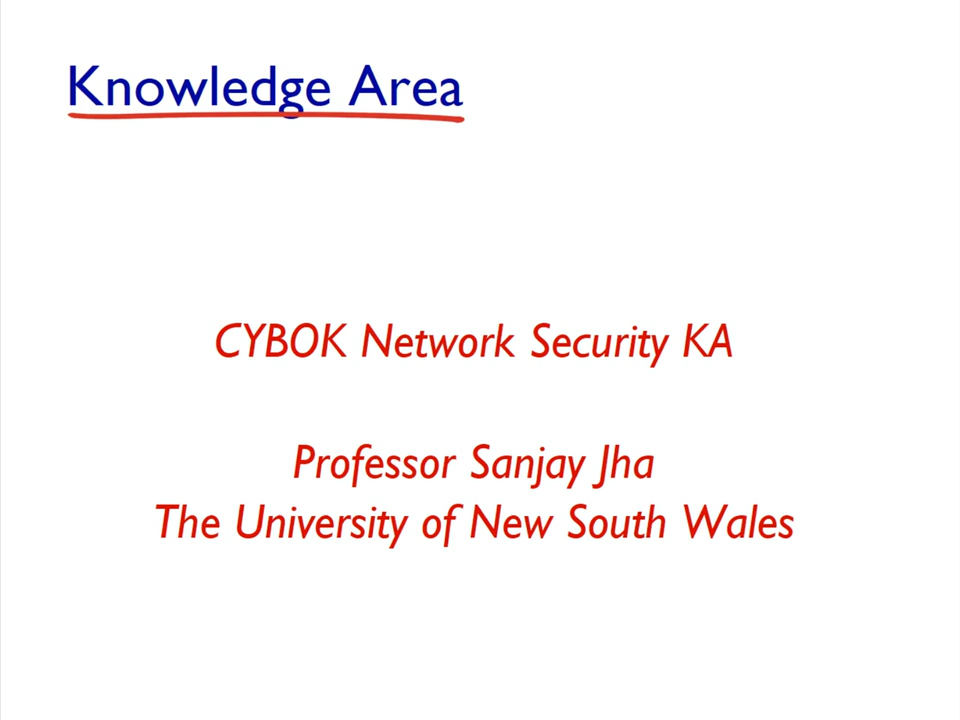 Knowledge Area
CYBOK Network Security KA
Professor Sanjay Jha
The University of New South Wales